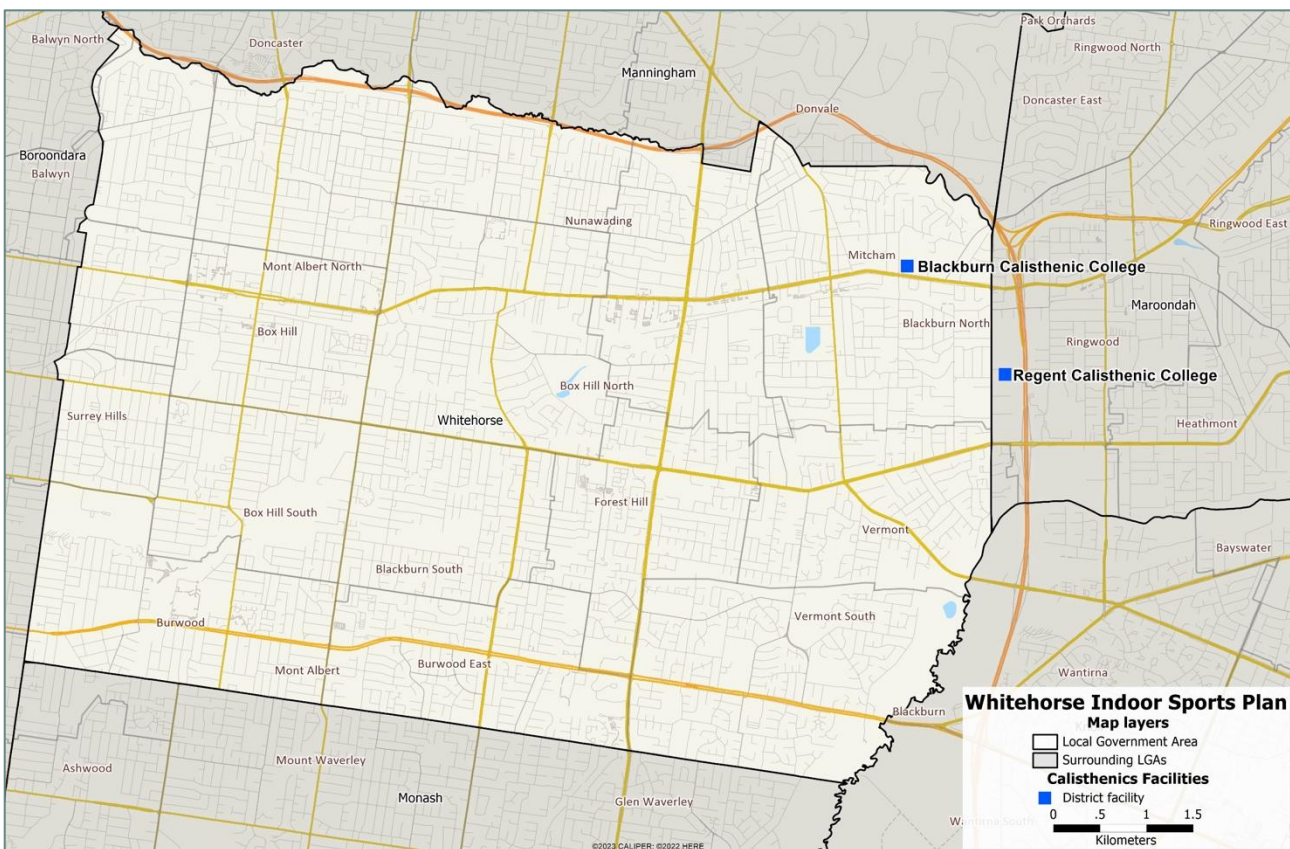 Park Orchards
Balwyn North
Doncaster
Ringwood North
Manningham
Doncaster East
Donvale
Boroondara
Balwyn
Nunawading
Ringwood East
Mitcham
Mont Albert North
Blackburn Calisthenic College
Maroondah
Box Hill
Blackburn North
Ringwood
Regent Calisthenic College
Box Hill North
Surrey Hills
Whitehorse
Heathmont
Forest Hill
Box Hill South
Vermont
Bayswater
Blackburn South
Vermont South
Burwood
Mont Albert
Burwood East
Wantirna
Blackburn
Ashwood
Mount Waverley
Monash
Glen Waverley
Wantirna South
Whitehorse Indoor Sports Plan
Map layers
Local Government Area
Surrounding LGAs
Calisthenics Facilities
District facility
0 .5 1 1.5
Kilometers
©2023 CALIPER; ©2022 HERE